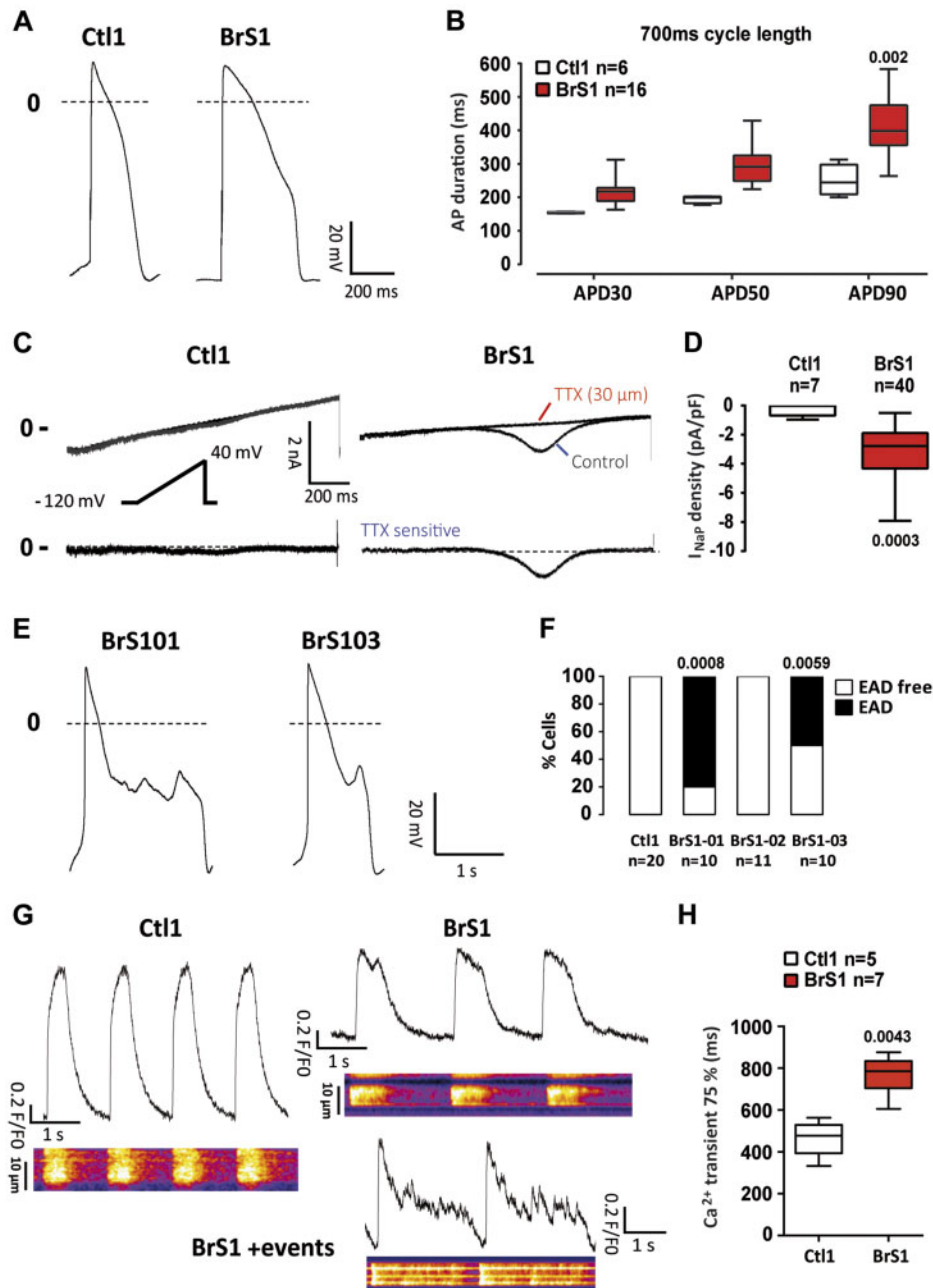 A
Ctl1
BrS1
0
20 mV
200 ms
B
700ms cycle length
Ctl1 n=6
BrS1 n=16
0.002
AP duration (ms)
600
500
400
300
200
100
0
APD30
APD50
APD90
C
Ctl1
BrS1
0 -
TTX (30 µm)
Control
2 nA
200 ms
40 mV
- 120 mV
TTX sensitive
0 -
D
Ctl1
n=7
BrS1
n=40
I NaP density (pA/pF)
0
-2
-4
-6
-8
-10
0.0003
E
BrS101
BrS103
0
20 mV
1 s
F
0.0008
0.0059
EAD free
EAD
% Cells
100
80
60
40
20
0
Ctl1
n=20
BrS1-01
n=10
BrS1-02
n=11
BrS1-03
n=10
G
Ctl1
BrS1
0.2 F/F0
1 s
10 µm
0.2 F/F0
1 s
10 µm
BrS1 +events
0.2 F/F0
1 s
H
Ctl1 n=5
BrS1 n=7
0.0043
Ca²⁺ transient 75 % (ms)
1000
800
600
400
200
0
Ctl1
BrS1